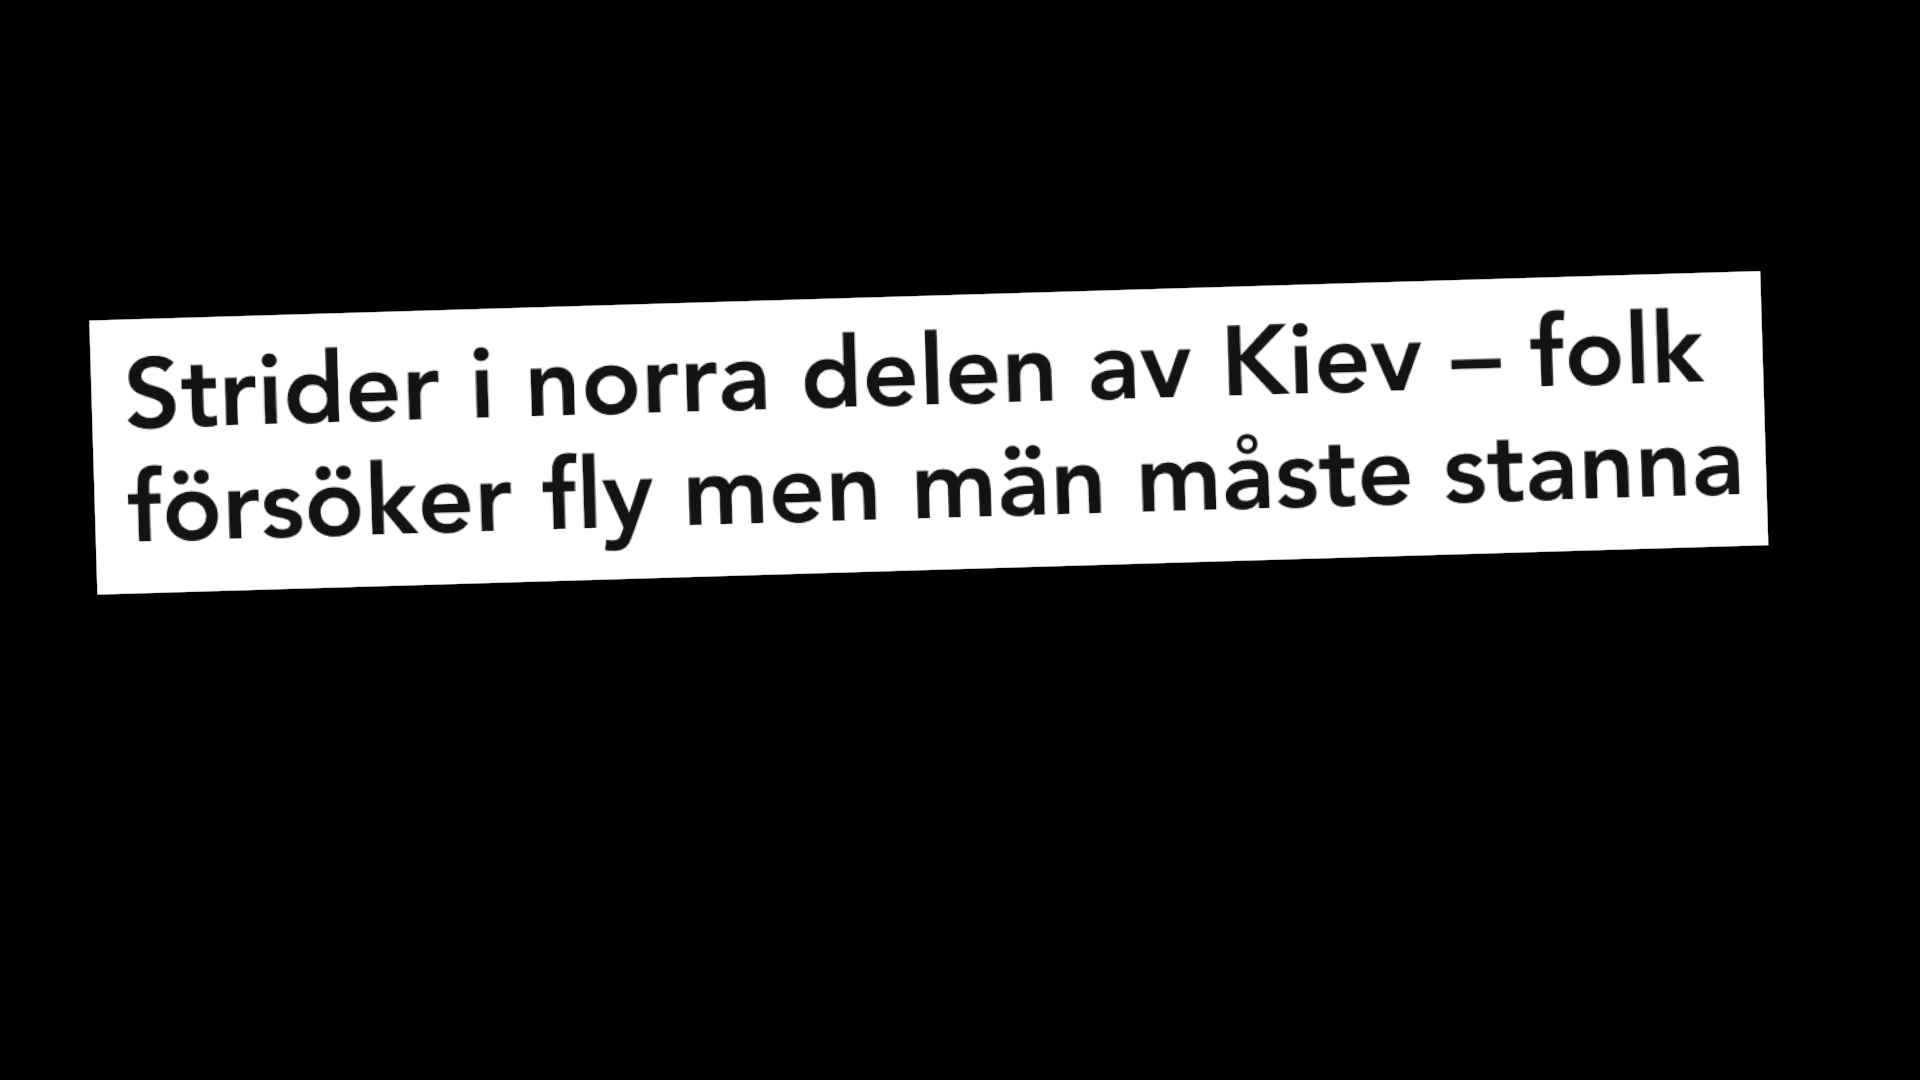 Strider i norra delen av Kiev – folk
försöker fly men män måste stanna